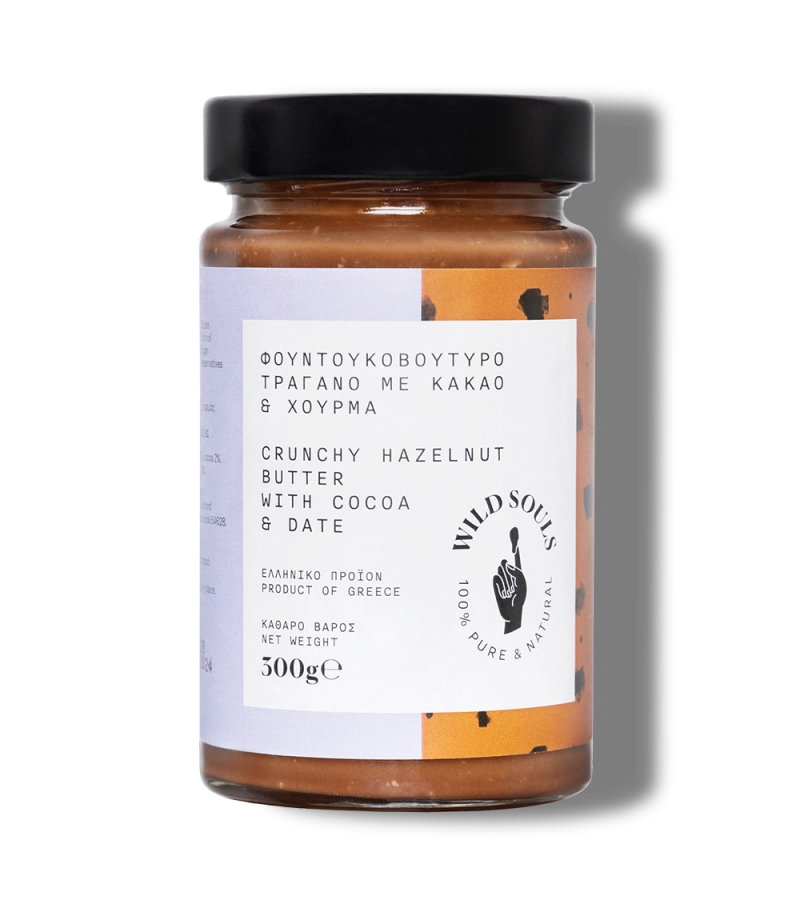 ΦΟΥΝΤΟΥΚΟΒΟΥΤΥΡΟ
ΤΡΑΓΑΝΟ ΜΕ ΚΑΚΑΟ
& ΧΟΥΡΜΑ
CRUNCHY HAZELNUT
BUTTER
WITH COCOA
& DATE
ΕΛΛΗΝΙΚΟ ΠΡΟΪΟΝ
PRODUCT OF GREECE
ΚΑΘΑΡΟ ΒΑΡΟΣ
NET WEIGHT
300g℮
WILD SOULS
100% PURE & NATURAL